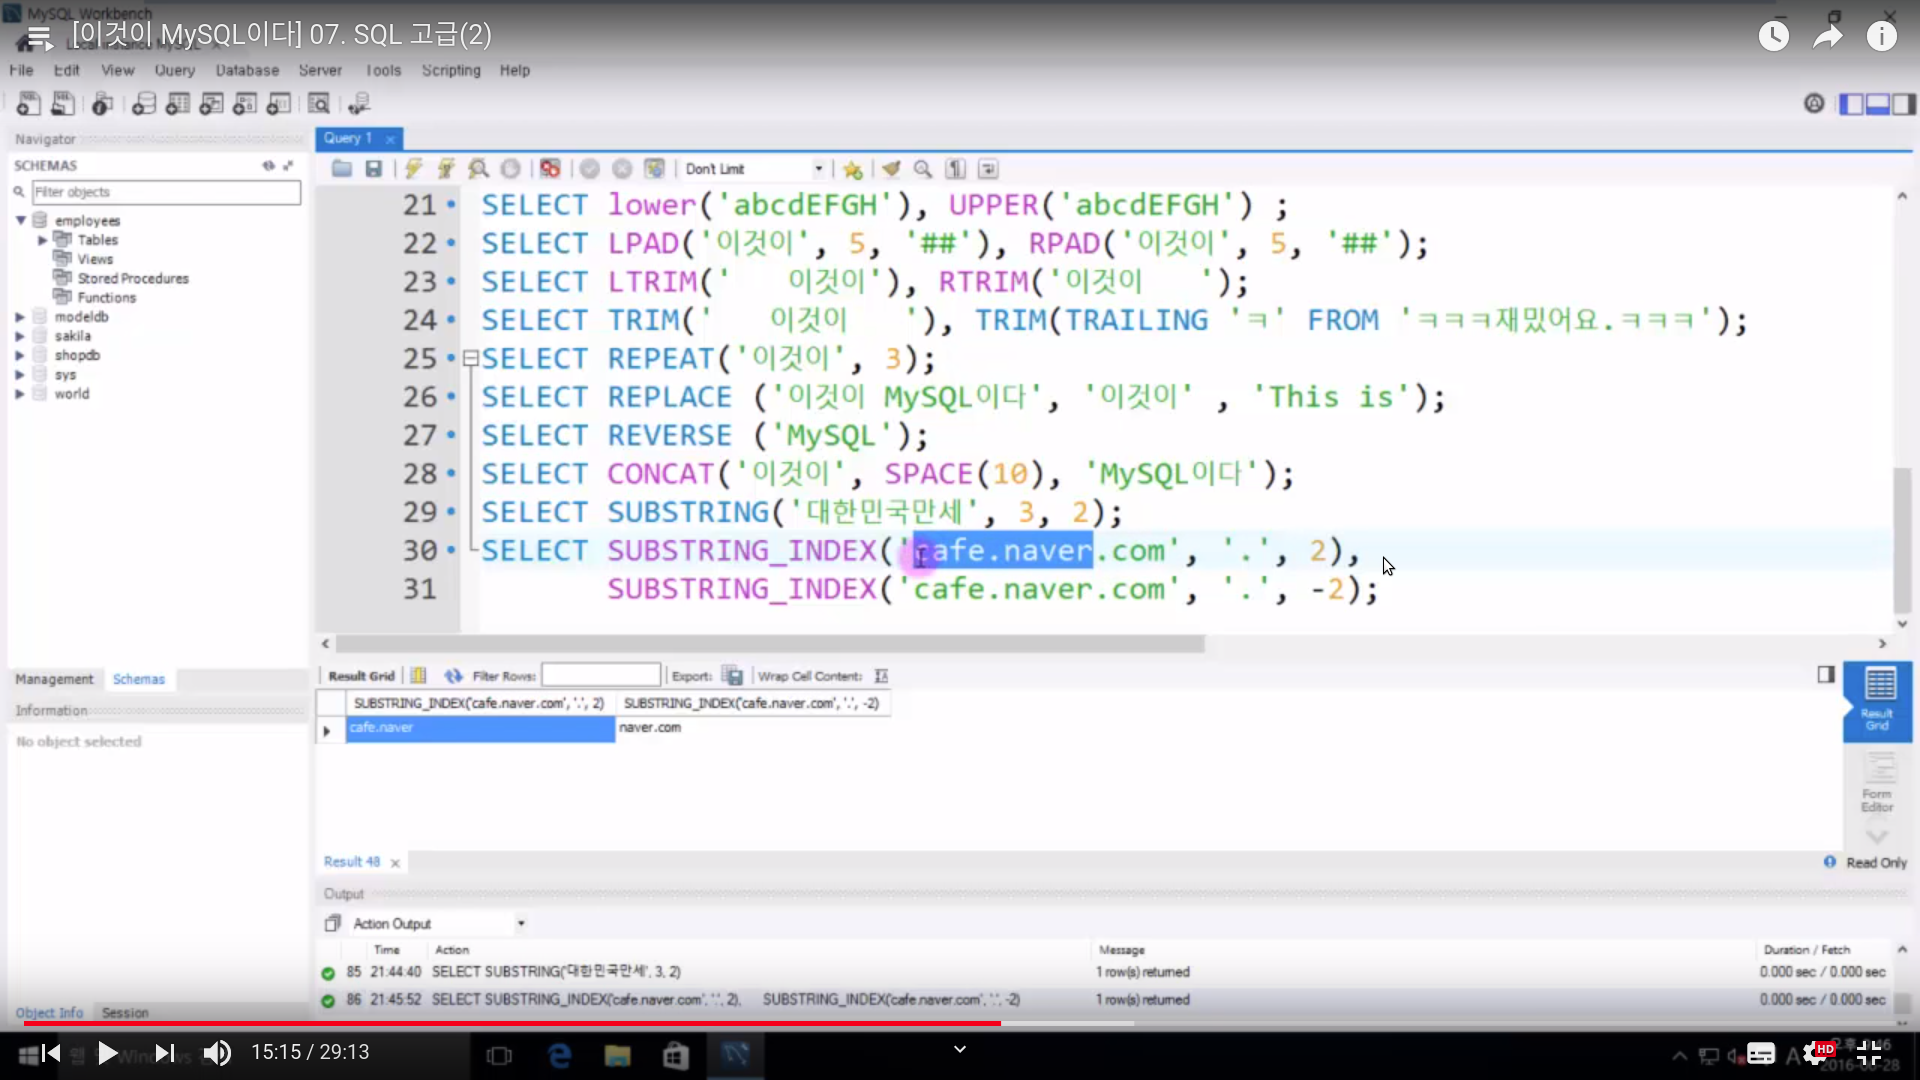 MySQL Workbench
[이것이 MySQL이다] 07. SQL 고급(2)
File Edit View Query Database Server Tools Scripting Help
Navigator
SCHEMAS
Filter objects
employees
Tables
Views
Stored Procedures
Functions
modeldb
sakila
shopdb
sys
world
Management Schemas
Information
No object selected
Object Info Session
Query 1
Don't Limit
21 SELECT lower('abcdEFGH'), UPPER('abcdEFGH') ;
22 SELECT LPAD('이것이', 5, '##'), RPAD('이것이', 5, '##');
23 SELECT LTRIM('   이것이'), RTRIM('이것이   ');
24 SELECT TRIM('   이것이   '), TRIM(TRAILING 'ㅋ' FROM 'ㅋㅋㅋ재밌어요.ㅋㅋㅋ');
25 SELECT REPEAT('이것이', 3);
26 SELECT REPLACE ('이것이 MySQL이다', '이것이' , 'This is');
27 SELECT REVERSE ('MySQL');
28 SELECT CONCAT('이것이', SPACE(10), 'MySQL이다');
29 SELECT SUBSTRING('대한민국만세', 3, 2);
30 SELECT SUBSTRING_INDEX('cafe.naver.com', '.', 2),
31 SUBSTRING_INDEX('cafe.naver.com', '.', -2);
Result Grid Filter Rows: Export: Wrap Cell Content:
SUBSTRING_INDEX('cafe.naver.com', '.', 2) SUBSTRING_INDEX('cafe.naver.com', '.', -2)
cafe.naver naver.com
Result Grid
Form Editor
Result 48 Read Only
Output
Action Output
Time Action Message Duration / Fetch
85 21:44:40 SELECT SUBSTRING('대한민국만세', 3, 2) 1 row(s) returned 0.000 sec / 0.000 sec
86 21:45:52 SELECT SUBSTRING_INDEX('cafe.naver.com', '.', 2), SUBSTRING_INDEX('cafe.naver.com', '.', -2) 1 row(s) returned 0.000 sec / 0.000 sec
15:15 / 29:13
HD